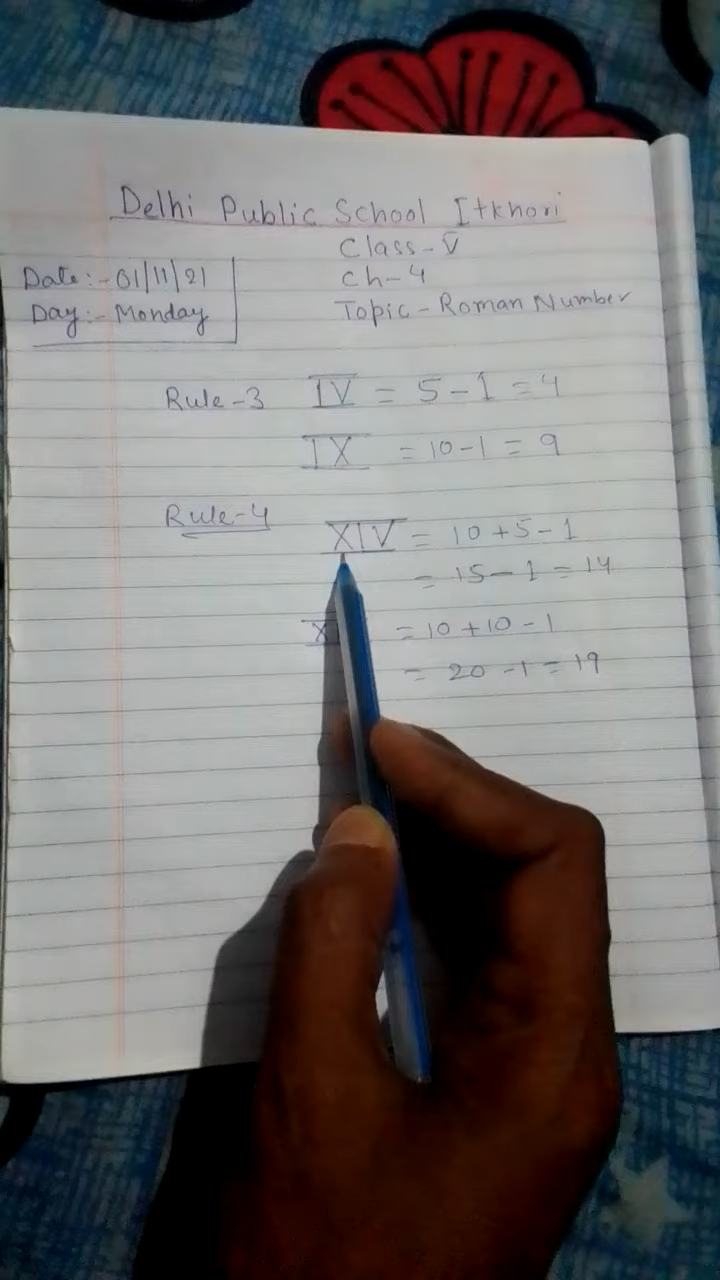 Delhi Public School Itkhori
Class-V
Date:-01/11/21
Ch-4
Day:- Monday
Topic-Roman Number
Rule-3 IV = 5-1=4
IX = 10-1 = 9
Rule-4
XIV = 10+5-1
= 15-1=14
X = 10+10-1
= 20-1=19